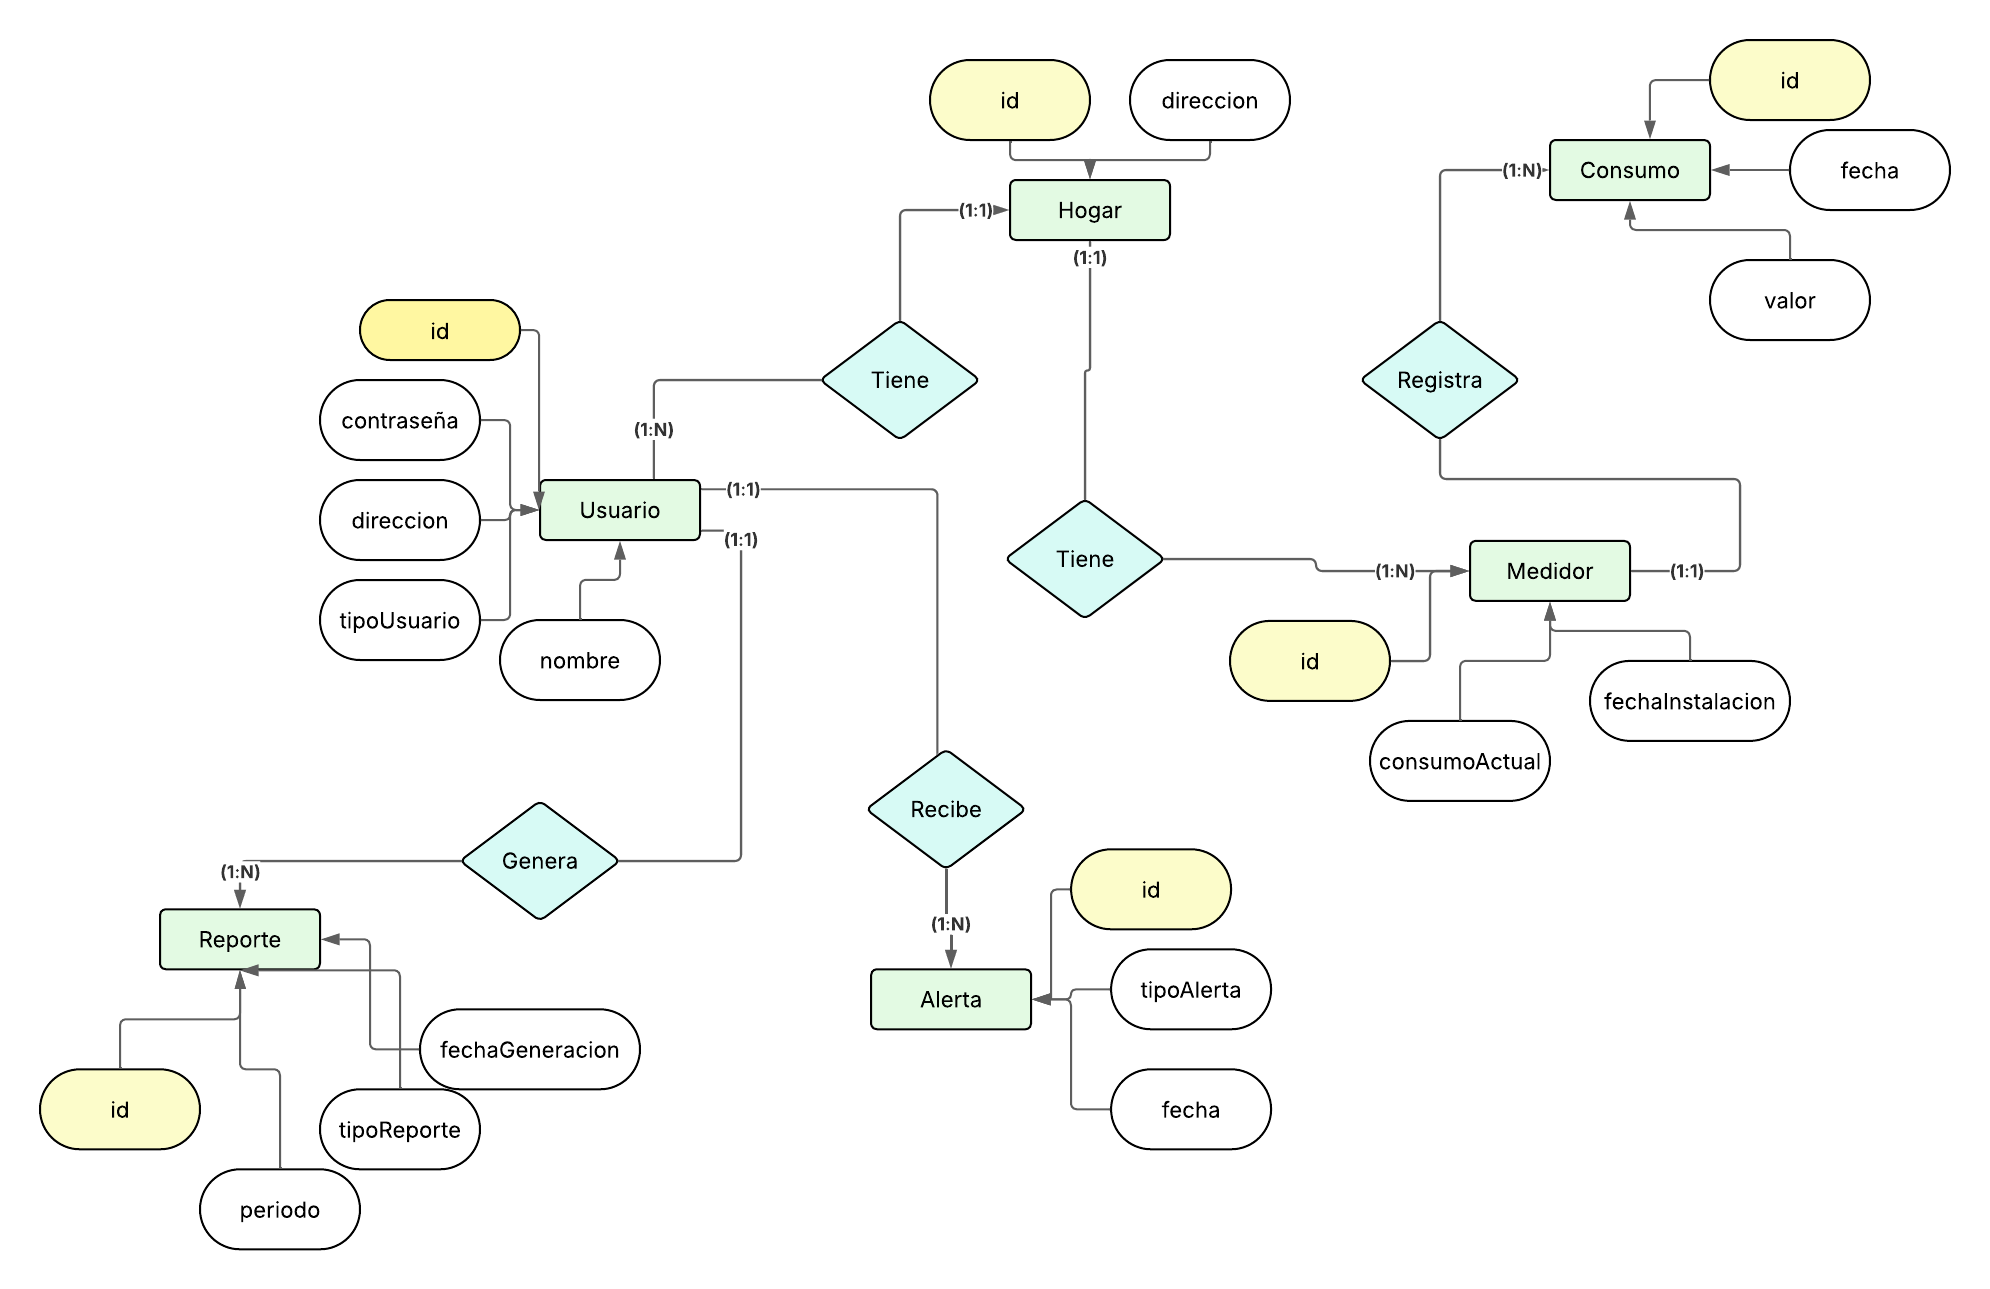 id
direccion
id
Consumo
fecha
(1:N)
(1:1)
Hogar
(1:1)
valor
id
Tiene
Registra
contraseña
(1:N)
(1:1)
Usuario
direccion
(1:1)
Tiene
(1:N)
Medidor
(1:1)
tipoUsuario
nombre
id
fechaInstalacion
consumoActual
Recibe
Genera
(1:N)
id
(1:N)
Reporte
tipoAlerta
Alerta
fechaGeneracion
id
tipoReporte
fecha
periodo